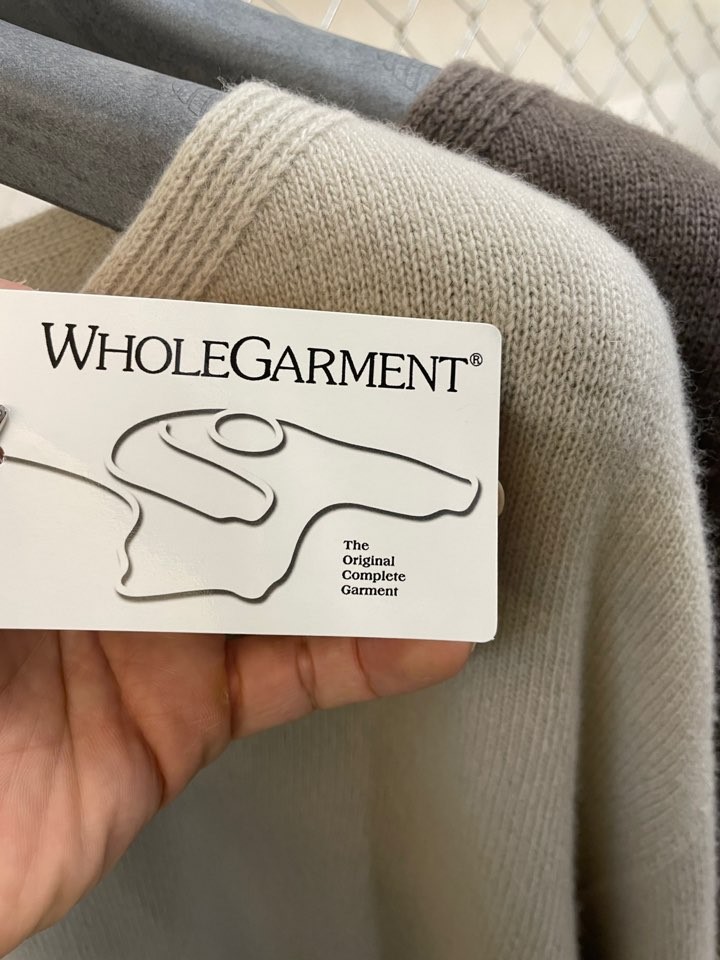 WHOLEGARMENT®
The
Original
Complete
Garment